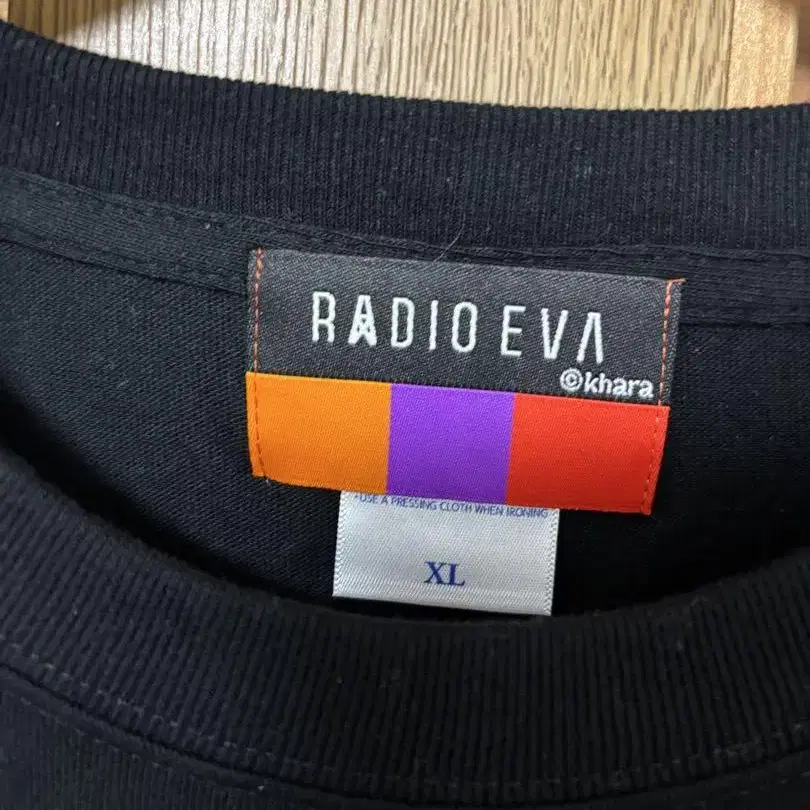 RADIO EVA
©khara
*USE A PRESSING CLOTH WHEN IRONING
XL